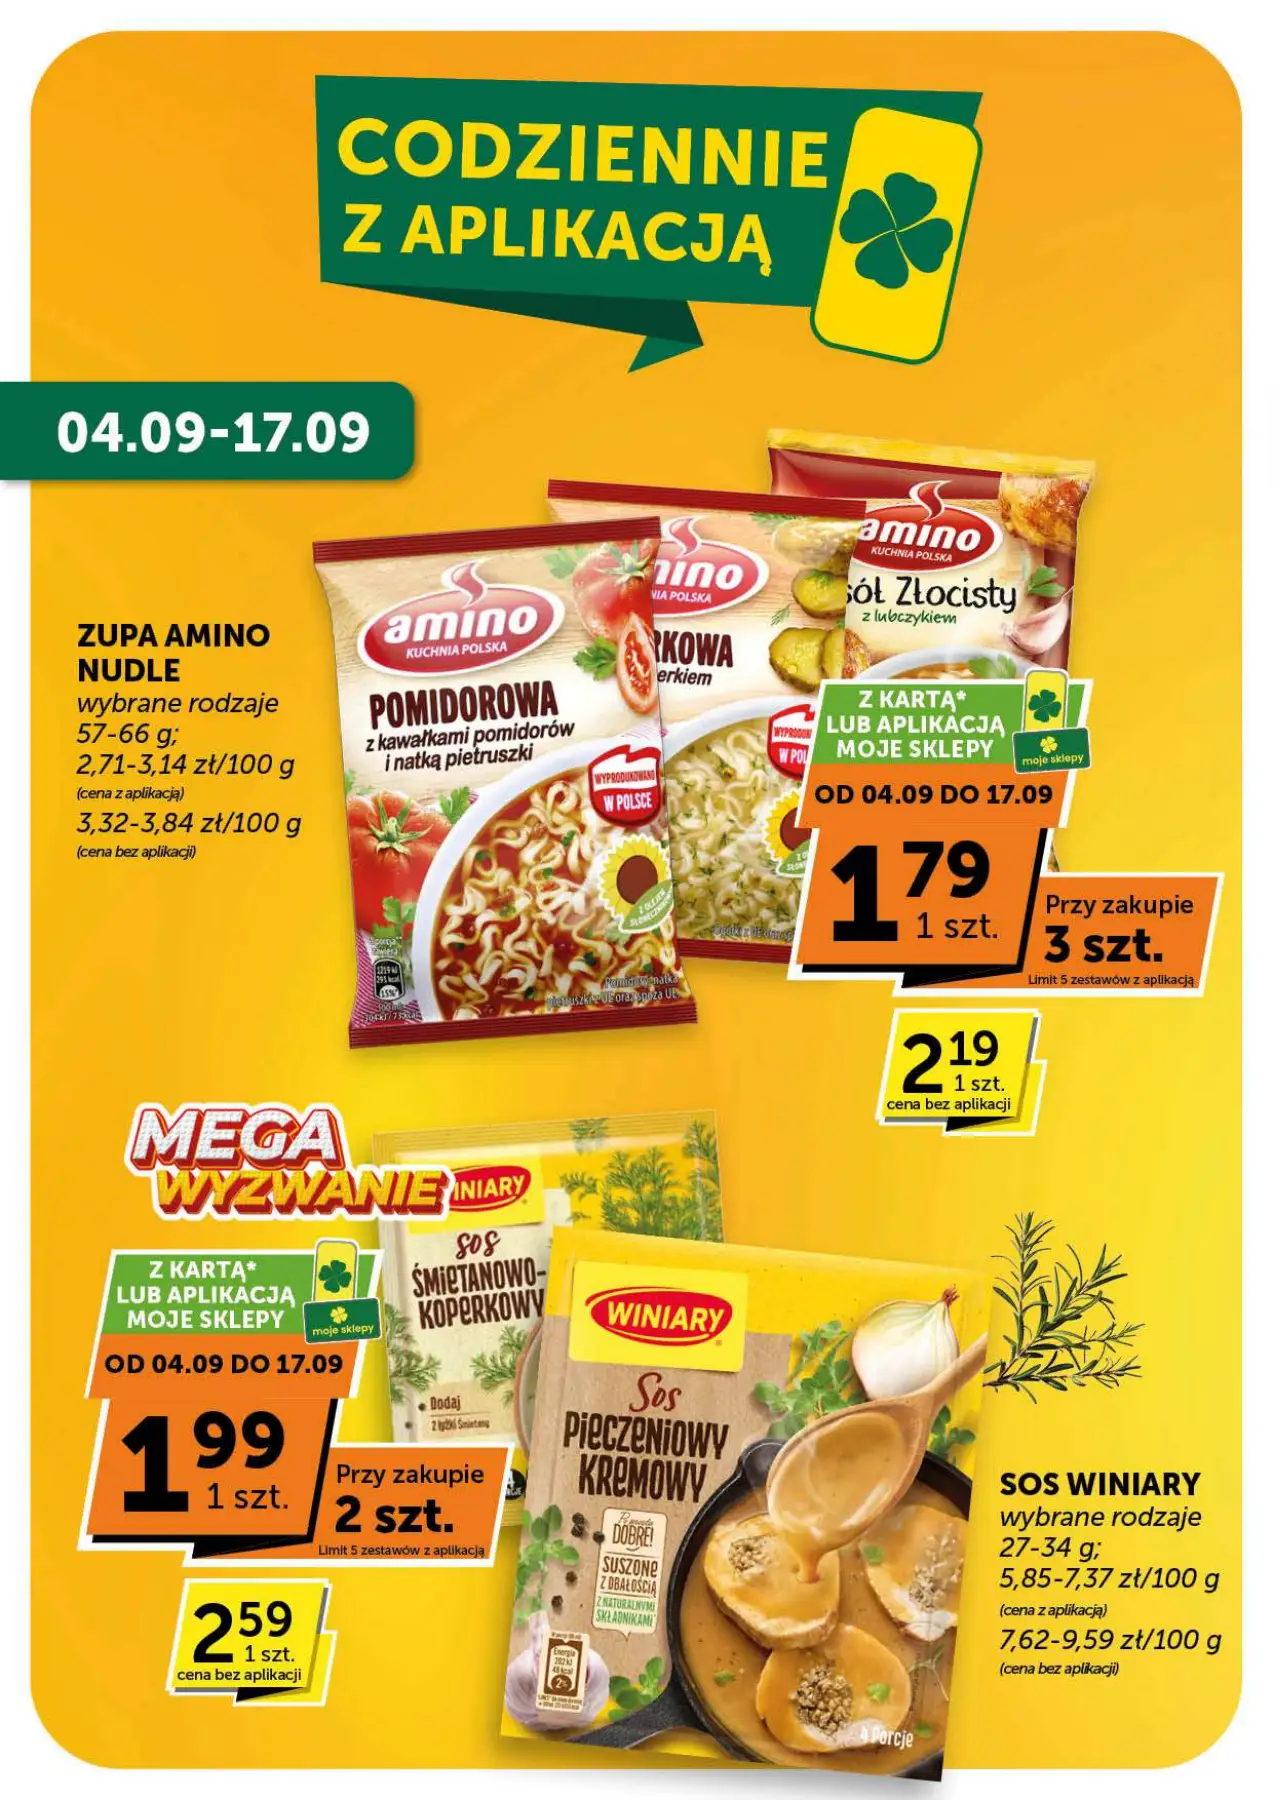 CODZIENNIE
Z APLIKACJĄ
04.09-17.09
ZUPA AMINO
NUDLE
wybrane rodzaje
57-66 g;
2,71-3,14 zł/100 g
(cena z aplikacją)
3,32-3,84 zł/100 g
(cena bez aplikacji)
amino
KUCHNIA POLSKA
POMIDOROWA
z kawałkami pomidorów
i natką pietruszki
WYPRODUKOWANO
W POLSCE
Z OLEJEM
SŁONECZNIKOWYM
amino
KUCHNIA POLSKA
Złocisty
z lubczykiem
Z KARTĄ*
LUB APLIKACJĄ
MOJE SKLEPY
moje sklepy
OD 04.09 DO 17.09
1 79
1 szt.
Przy zakupie
3 szt.
Limit 5 zestawów z aplikacją
2 19
1 szt.
cena bez aplikacji
MEGA
WYZWANIE
Z KARTĄ*
LUB APLIKACJĄ
MOJE SKLEPY
moje sklepy
OD 04.09 DO 17.09
1 99
1 szt.
Przy zakupie
2 szt.
Limit 5 zestawów z aplikacją
2 59
1 szt.
cena bez aplikacji
SOS
ŚMIETANOWO-
KOPERKOWY
Dodaj
WINIARY
Sos
PIECZENIOWY
KREMOWY
Po prostu
DOBRE!
SUSZONE
Z DBAŁOŚCIĄ
Z NATURALNYMI
SKŁADNIKAMI
4 Porcje
SOS WINIARY
wybrane rodzaje
27-34 g;
5,85-7,37 zł/100 g
(cena z aplikacją)
7,62-9,59 zł/100 g
(cena bez aplikacji)